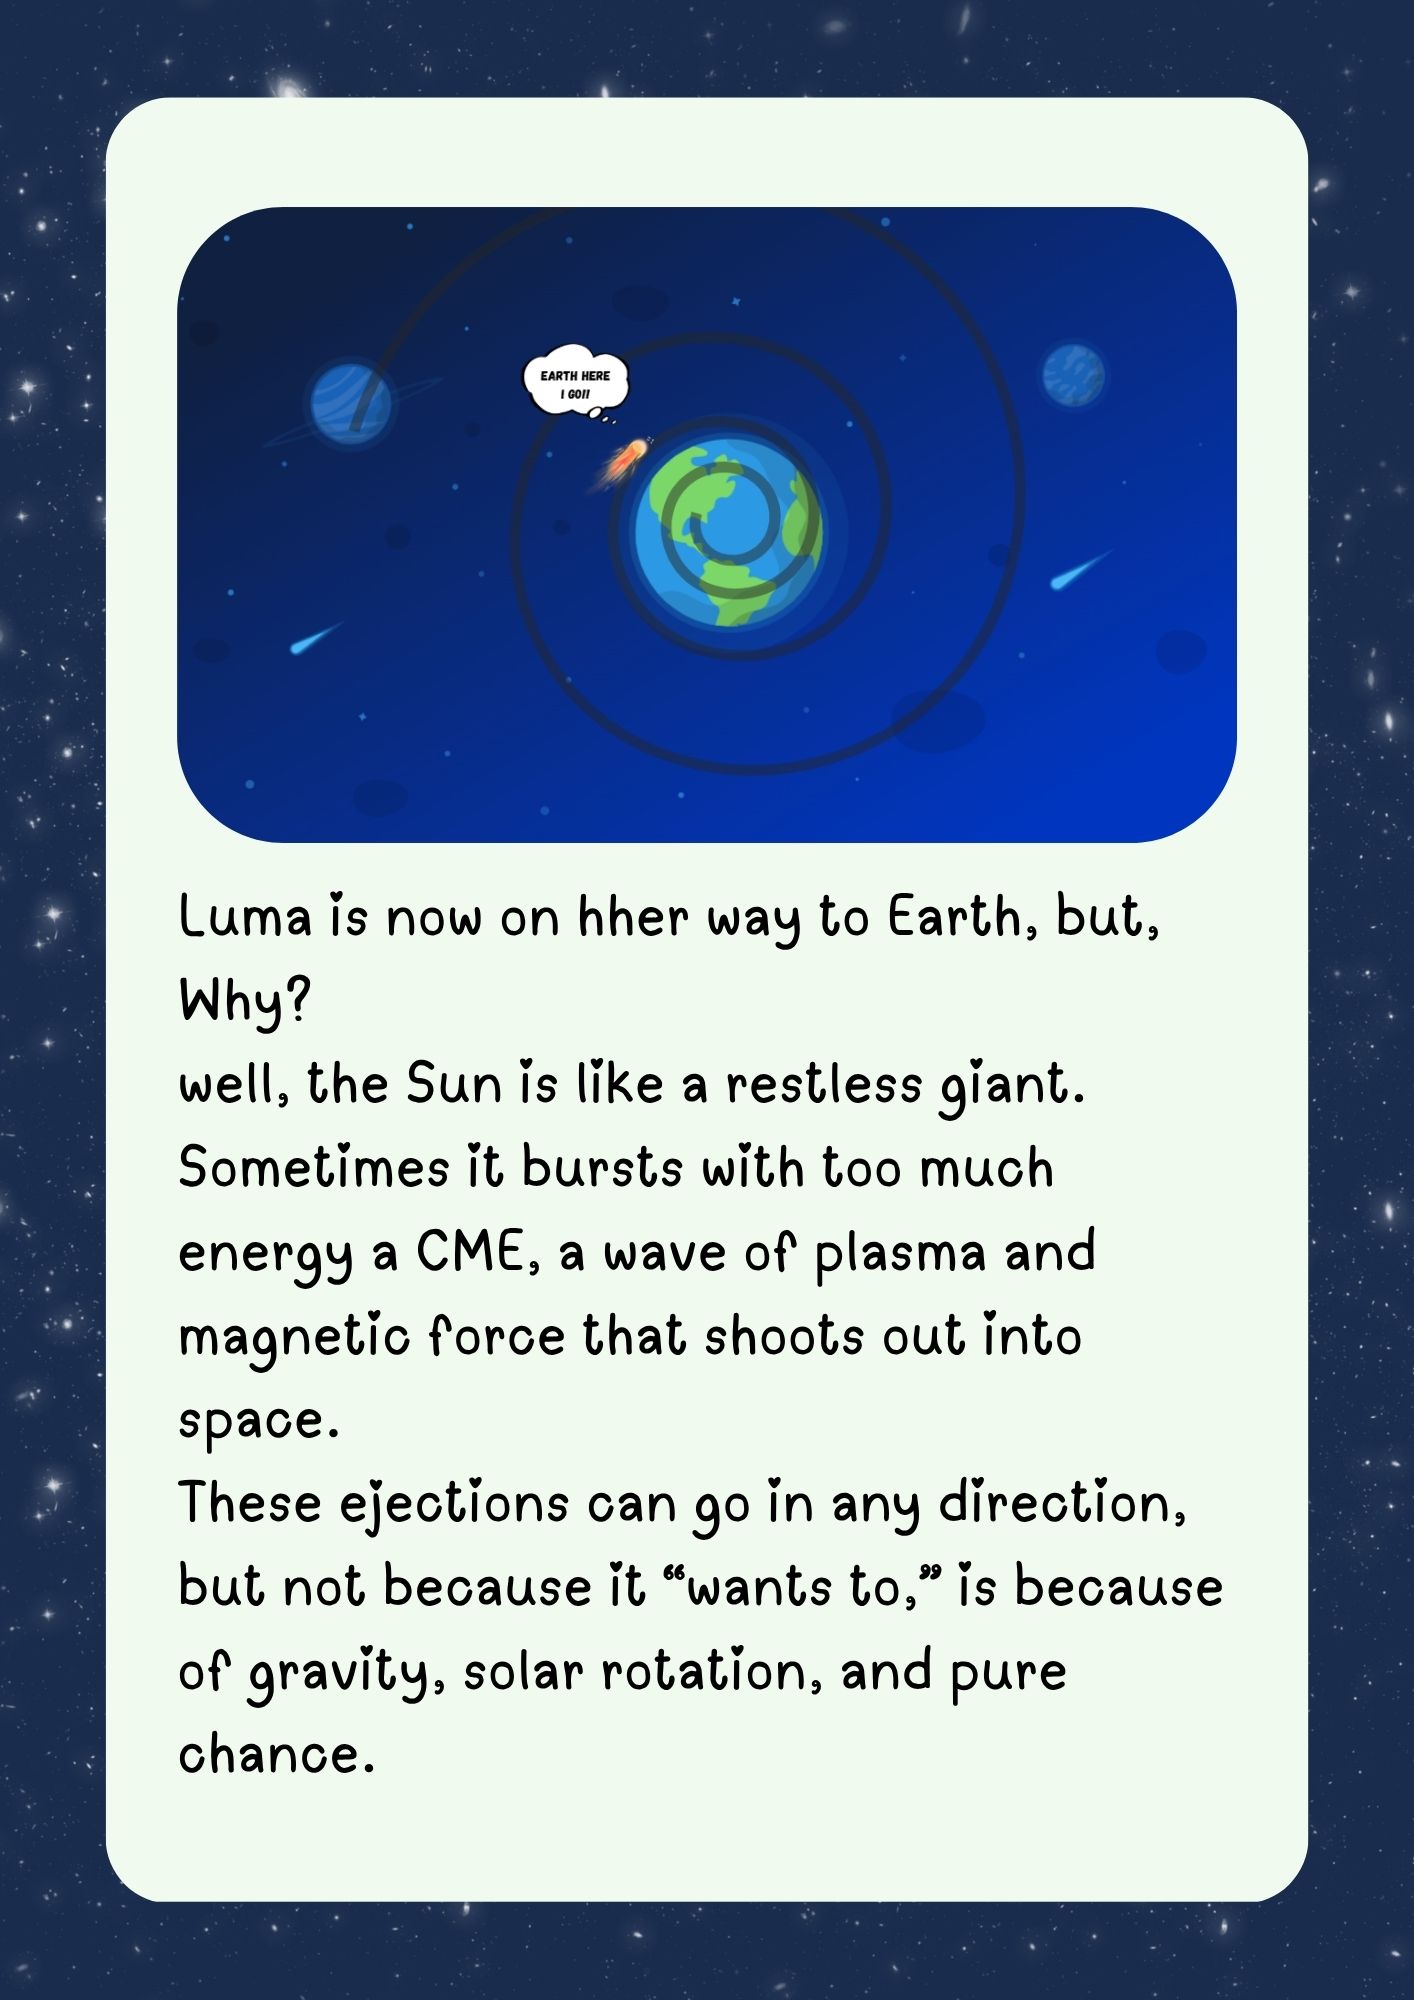 EARTH HERE
I GO!!
Luma is now on hher way to Earth, but,
Why?
well, the Sun is like a restless giant.
Sometimes it bursts with too much
energy a CME, a wave of plasma and
magnetic force that shoots out into
space.
These ejections can go in any direction,
but not because it “wants to,” is because
of gravity, solar rotation, and pure
chance.